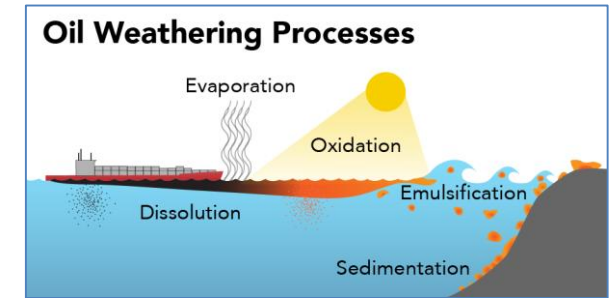 Oil Weathering Processes
Evaporation
Oxidation
Emulsification
Dissolution
Sedimentation